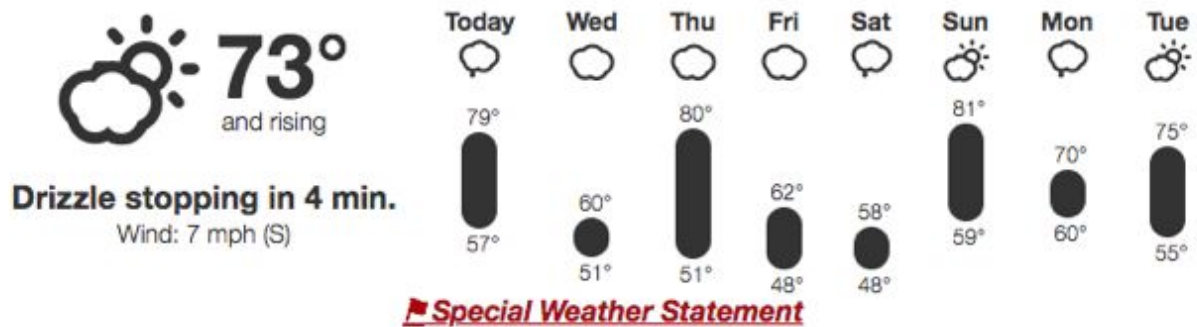 73°
and rising
Drizzle stopping in 4 min.
Wind: 7 mph (S)
Today Wed Thu Fri Sat Sun Mon Tue
79° 60° 80° 62° 58° 81° 70° 75°
57° 51° 51° 48° 48° 59° 60° 55°
Special Weather Statement